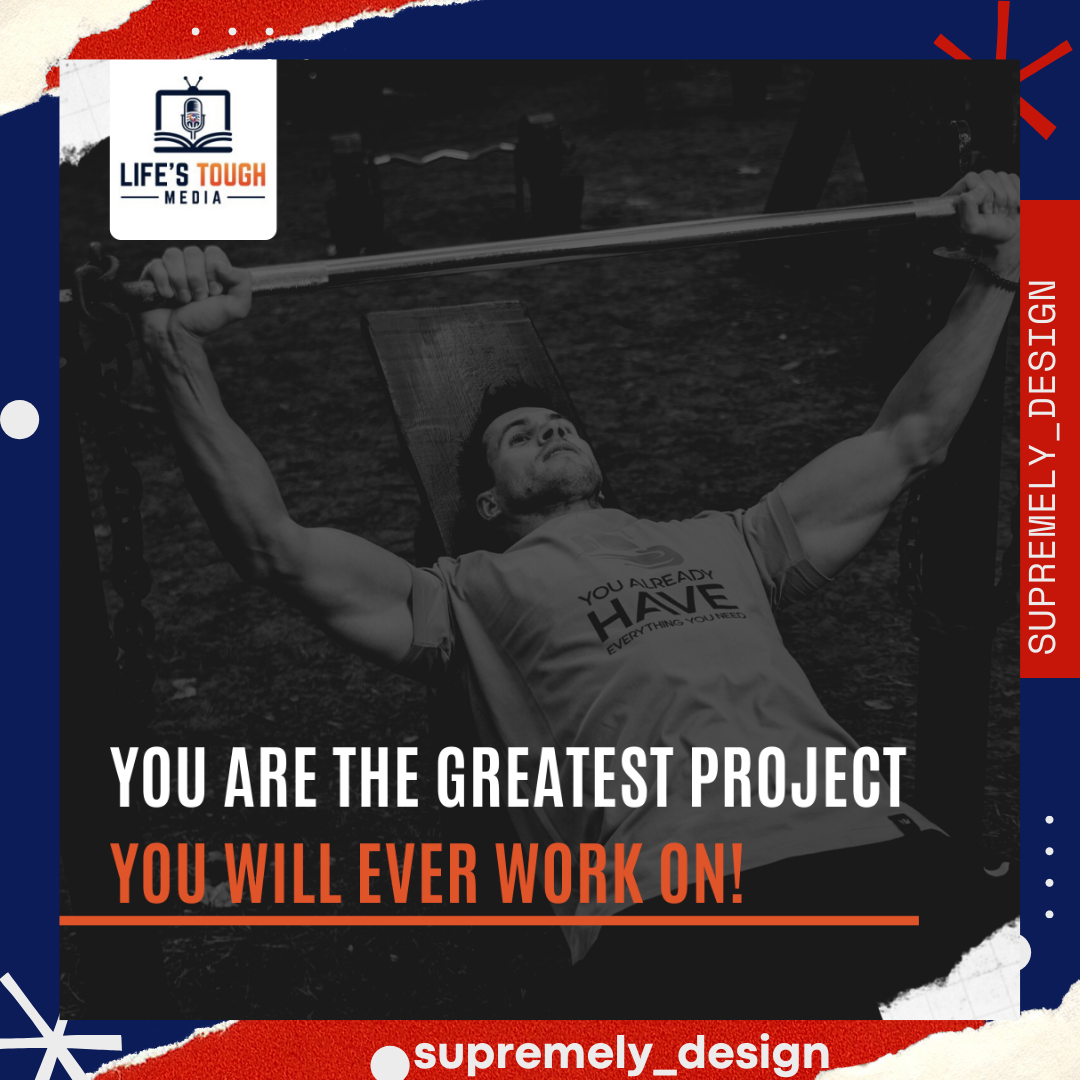 LIFE'S TOUGH
MEDIA
SUPREMELY_DESIGN
YOU ALREADY
HAVE
EVERYTHING YOU NEED
YOU ARE THE GREATEST PROJECT
YOU WILL EVER WORK ON!
supremely_design